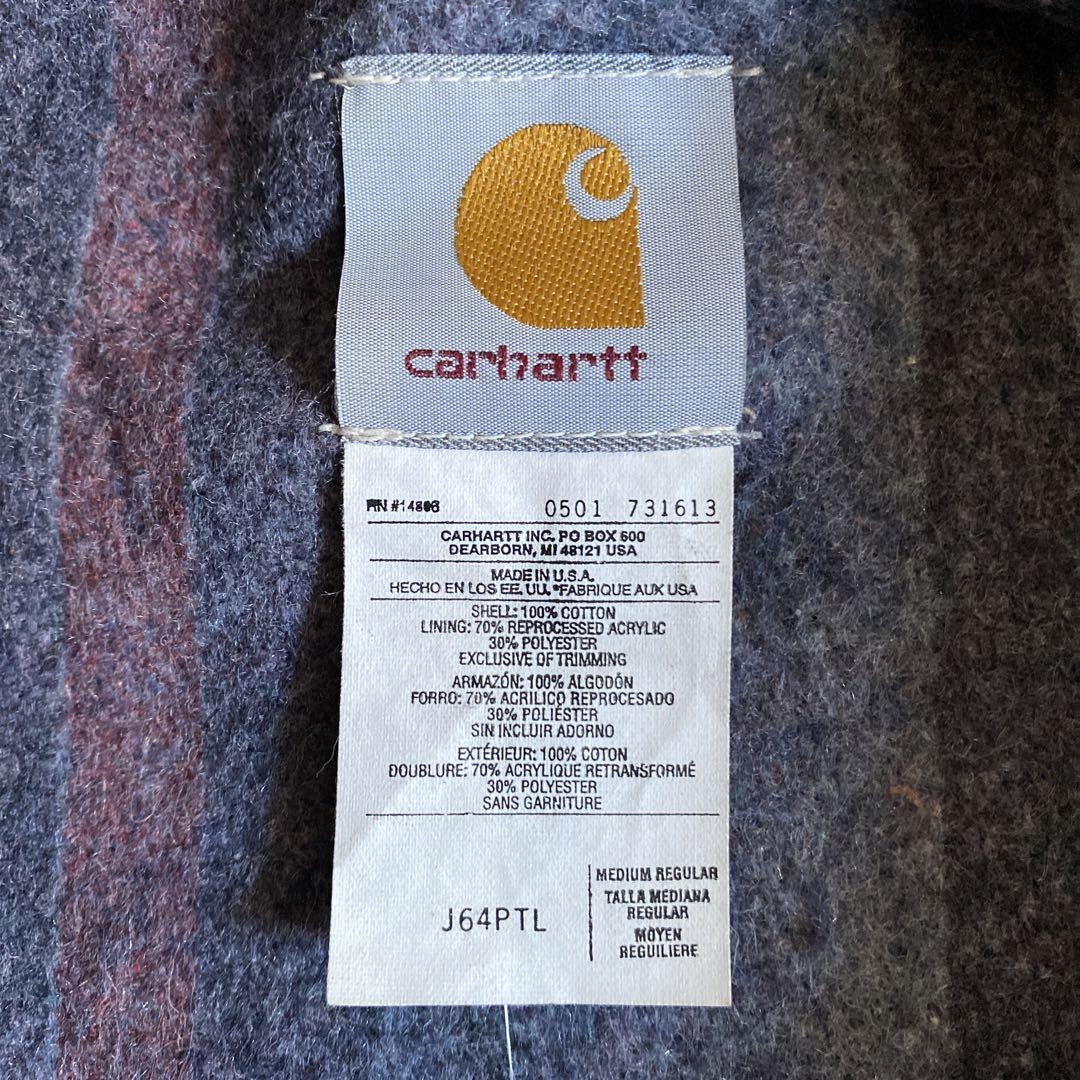 carhartt
RN #14806 0501 731613
CARHARTT INC. PO BOX 600
DEARBORN, MI 48121 USA
MADE IN U.S.A.
HECHO EN LOS EE. UU. *FABRIQUE AUX USA
SHELL: 100% COTTON
LINING: 70% REPROCESSED ACRYLIC
30% POLYESTER
EXCLUSIVE OF TRIMMING
ARMAZÓN: 100% ALGODÓN
FORRO: 70% ACRILICO REPROCESADO
30% POLIÉSTER
SIN INCLUIR ADORNO
EXTÉRIEUR: 100% COTON
DOUBLURE: 70% ACRYLIQUE RETRANSFORMÉ
30% POLYESTER
SANS GARNITURE
J64PTL
MEDIUM REGULAR
TALLA MEDIANA
REGULAR
MOYEN
REGUILIERE